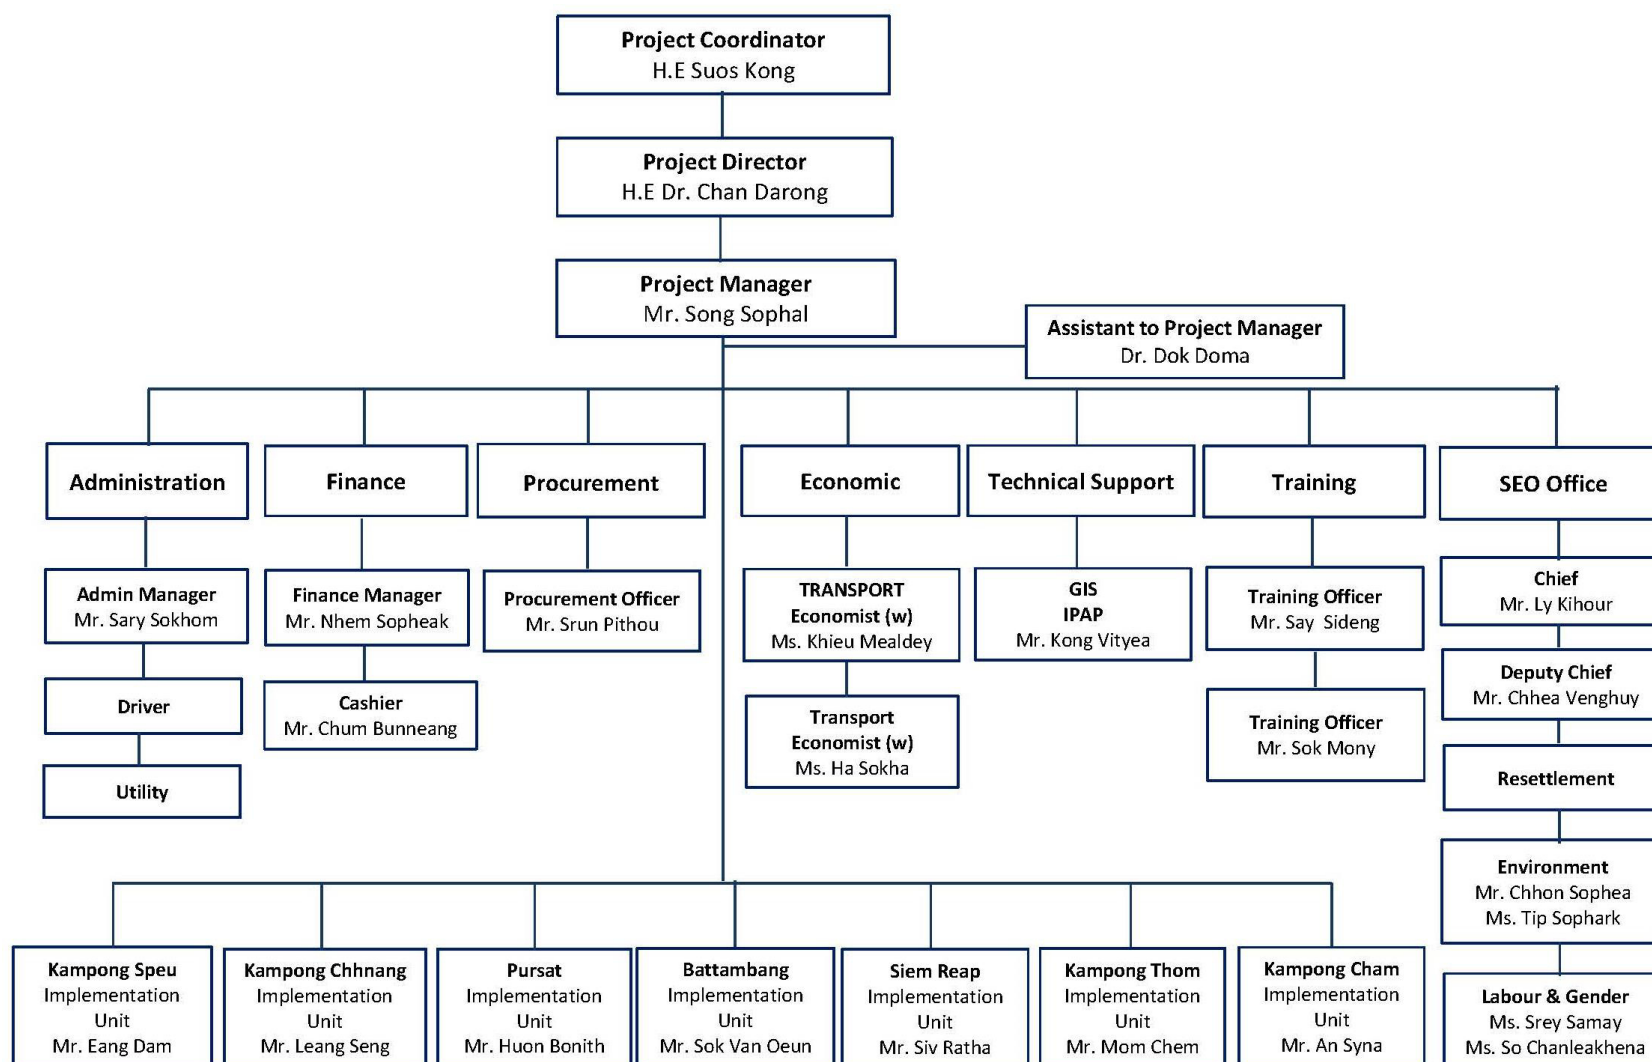 Project Coordinator
H.E Suos Kong
Project Director
H.E Dr. Chan Darong
Project Manager
Mr. Song Sophal
Assistant to Project Manager
Dr. Dok Doma
Administration
Finance
Procurement
Economic
Technical Support
Training
SEO Office
Admin Manager
Mr. Sary Sokhom
Driver
Utility
Finance Manager
Mr. Nhem Sopheak
Cashier
Mr. Chum Bunneang
Procurement Officer
Mr. Srun Pithou
TRANSPORT
Economist (w)
Ms. Khieu Mealdey
Transport
Economist (w)
Ms. Ha Sokha
GIS
IPAP
Mr. Kong Vityea
Training Officer
Mr. Say Sideng
Training Officer
Mr. Sok Mony
Chief
Mr. Ly Kihour
Deputy Chief
Mr. Chhea Venghuy
Resettlement
Environment
Mr. Chhon Sophea
Ms. Tip Sophark
Labour & Gender
Ms. Srey Samay
Ms. So Chanleakhena
Kampong Speu
Implementation
Unit
Mr. Eang Dam
Kampong Chhnang
Implementation
Unit
Mr. Leang Seng
Pursat
Implementation
Unit
Mr. Huon Bonith
Battambang
Implementation
Unit
Mr. Sok Van Oeun
Siem Reap
Implementation
Unit
Mr. Siv Ratha
Kampong Thom
Implementation
Unit
Mr. Mom Chem
Kampong Cham
Implementation
Unit
Mr. An Syna